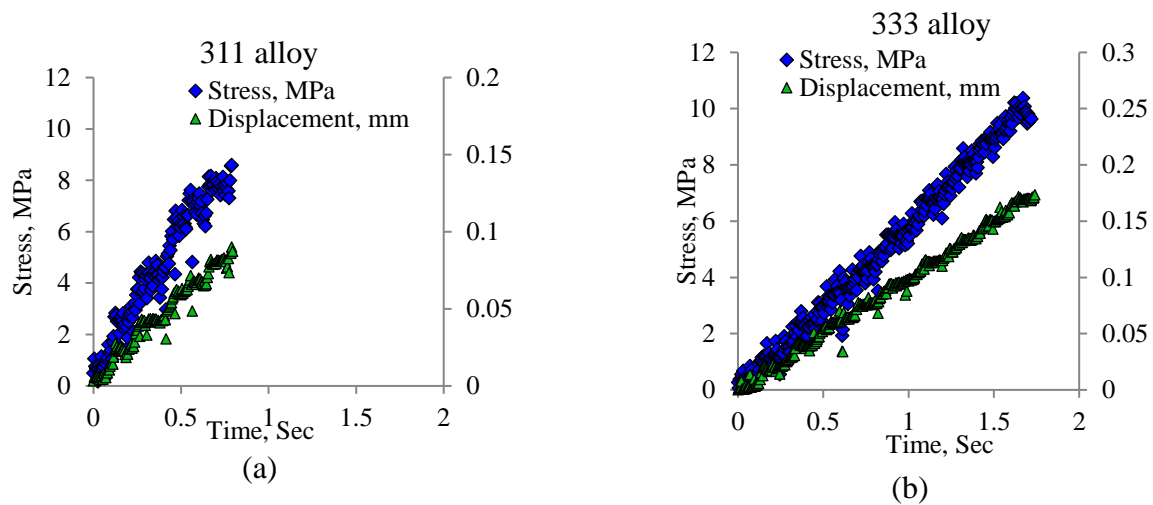 311 alloy
Stress, MPa
Displacement, mm
Stress, MPa
12
10
8
6
4
2
0
0.2
0.15
0.1
0.05
0
0 0.5 1 1.5 2
Time, Sec
(a)
333 alloy
Stress, MPa
Displacement, mm
Stress, MPa
12
10
8
6
4
2
0
0.3
0.25
0.2
0.15
0.1
0.05
0
0 0.5 1 1.5 2
Time, Sec
(b)